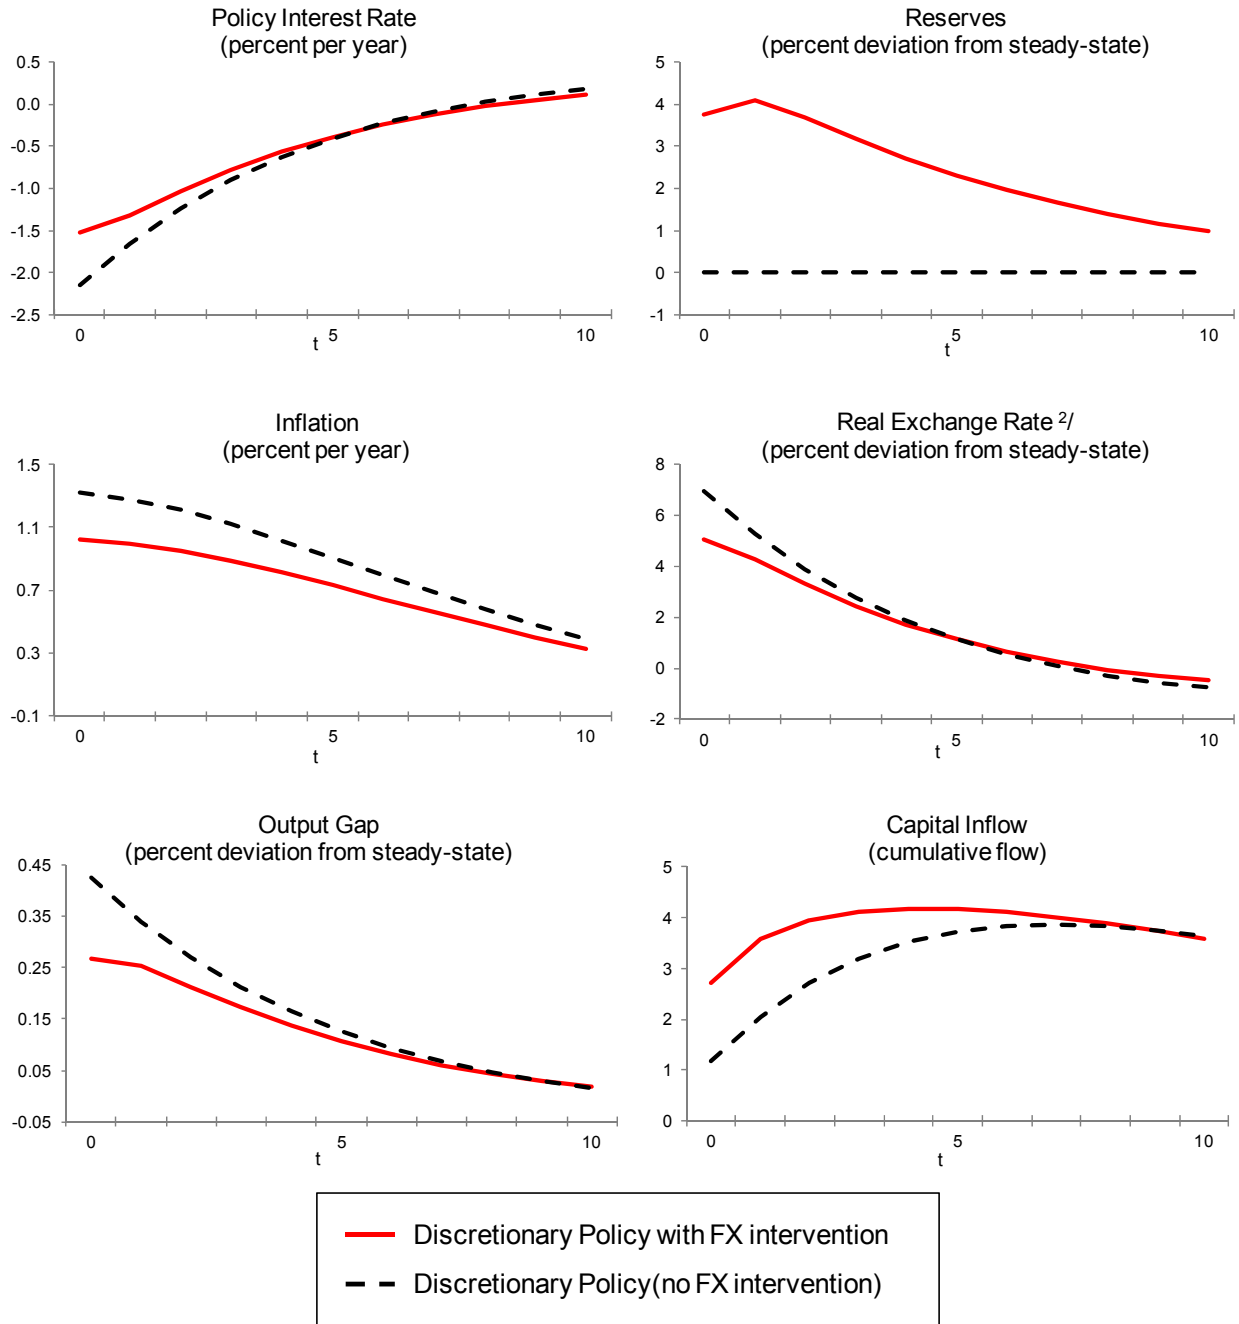 Policy Interest Rate
(percent per year)
0.5
0.0
-0.5
-1.0
-1.5
-2.0
-2.5
0
5
10
t
Reserves
(percent deviation from steady-state)
5
4
3
2
1
0
-1
0
5
10
t
Inflation
(percent per year)
1.5
1.1
0.7
0.3
-0.1
0
5
10
t
Real Exchange Rate 2/
(percent deviation from steady-state)
8
6
4
2
0
-2
0
5
10
t
Output Gap
(percent deviation from steady-state)
0.45
0.35
0.25
0.15
0.05
-0.05
0
5
10
t
Capital Inflow
(cumulative flow)
5
4
3
2
1
0
0
5
10
t
Discretionary Policy with FX intervention
Discretionary Policy(no FX intervention)